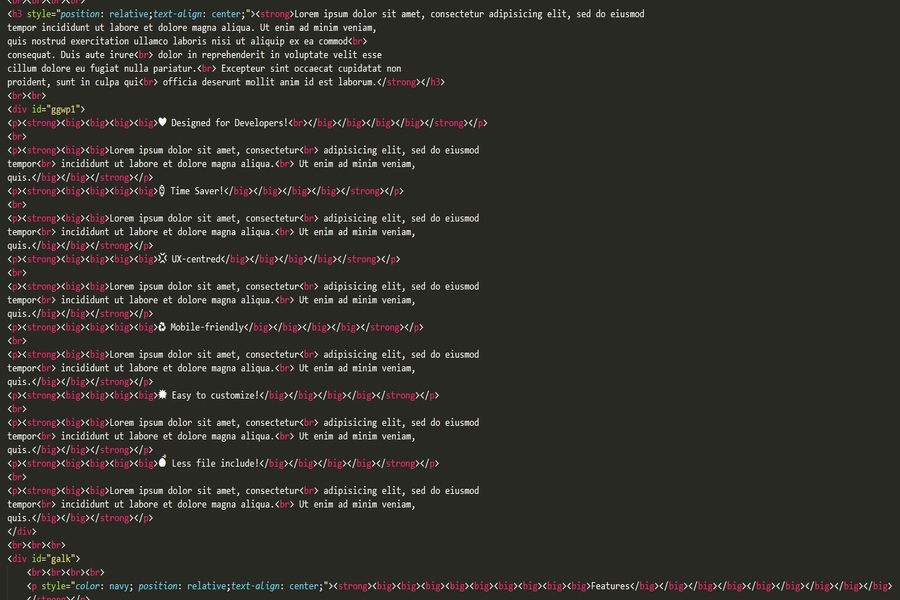 <br><br><br><br>
<h3 style="position: relative;text-align: center;"><strong>Lorem ipsum dolor sit amet, consectetur adipisicing elit, sed do eiusmod
tempor incididunt ut labore et dolore magna aliqua. Ut enim ad minim veniam,
quis nostrud exercitation ullamco laboris nisi ut aliquip ex ea commod<br>
consequat. Duis aute irure<br> dolor in reprehenderit in voluptate velit esse
cillum dolore eu fugiat nulla pariatur.<br> Excepteur sint occaecat cupidatat non
proident, sunt in culpa qui<br> officia deserunt mollit anim id est laborum.</strong></h3>
<br><br>
<div id="ggwp1">
<p><strong><big><big><big><big>♥ Designed for Developers!<br></big></big></big></big></strong></p>
<br>
<p><strong><big><big>Lorem ipsum dolor sit amet, consectetur<br> adipisicing elit, sed do eiusmod
tempor<br> incididunt ut labore et dolore magna aliqua.<br> Ut enim ad minim veniam,
quis.</big></big></strong></p>
<p><strong><big><big><big><big>⌚ Time Saver!</big></big></big></big></strong></p>
<br>
<p><strong><big><big>Lorem ipsum dolor sit amet, consectetur<br> adipisicing elit, sed do eiusmod
tempor<br> incididunt ut labore et dolore magna aliqua.<br> Ut enim ad minim veniam,
quis.</big></big></strong></p>
<p><strong><big><big><big><big>💢 UX-centred</big></big></big></big></strong></p>
<br>
<p><strong><big><big>Lorem ipsum dolor sit amet, consectetur<br> adipisicing elit, sed do eiusmod
tempor<br> incididunt ut labore et dolore magna aliqua.<br> Ut enim ad minim veniam,
quis.</big></big></strong></p>
<p><strong><big><big><big><big>♻ Mobile-friendly</big></big></big></big></strong></p>
<br>
<p><strong><big><big>Lorem ipsum dolor sit amet, consectetur<br> adipisicing elit, sed do eiusmod
tempor<br> incididunt ut labore et dolore magna aliqua.<br> Ut enim ad minim veniam,
quis.</big></big></strong></p>
<p><strong><big><big><big><big>✹ Easy to customize!</big></big></big></big></strong></p>
<br>
<p><strong><big><big>Lorem ipsum dolor sit amet, consectetur<br> adipisicing elit, sed do eiusmod
tempor<br> incididunt ut labore et dolore magna aliqua.<br> Ut enim ad minim veniam,
quis.</big></big></strong></p>
<p><strong><big><big><big><big>💣 Less file include!</big></big></big></big></strong></p>
<br>
<p><strong><big><big>Lorem ipsum dolor sit amet, consectetur<br> adipisicing elit, sed do eiusmod
tempor<br> incididunt ut labore et dolore magna aliqua.<br> Ut enim ad minim veniam,
quis.</big></big></strong></p>
</div>
<br><br><br>
<div id="galk">
<br><br><br><br>
<p style="color: navy; position: relative;text-align: center;"><strong><big><big><big><big><big><big><big><big><big>Features</big></big></big></big></big></big></big></big></big>
</strong></p>